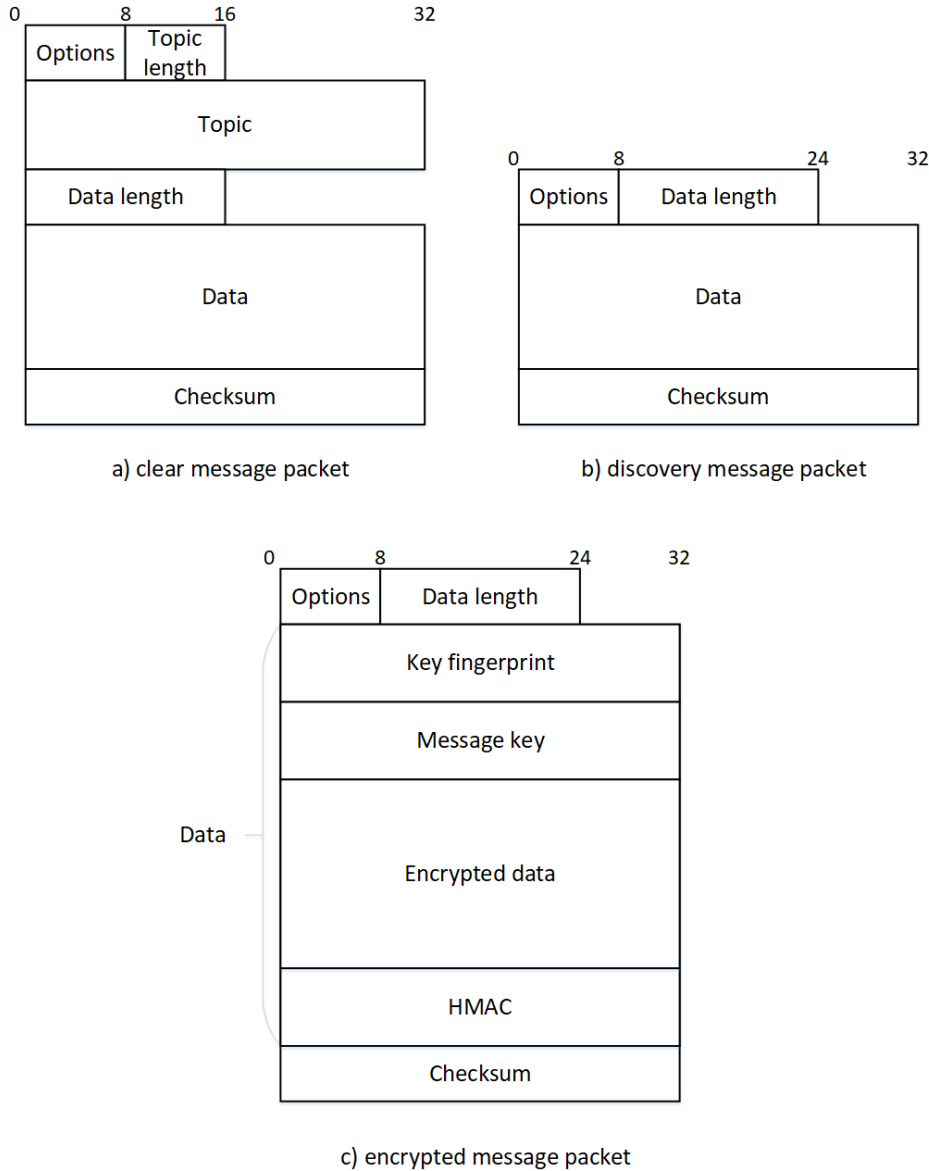 0 8 16 32
Options
Topic
length
Topic
Data length
Data
Checksum
a) clear message packet
0 8 24 32
Options
Data length
Data
Checksum
b) discovery message packet
0 8 24 32
Options
Data length
Key fingerprint
Message key
Data
Encrypted data
HMAC
Checksum
c) encrypted message packet